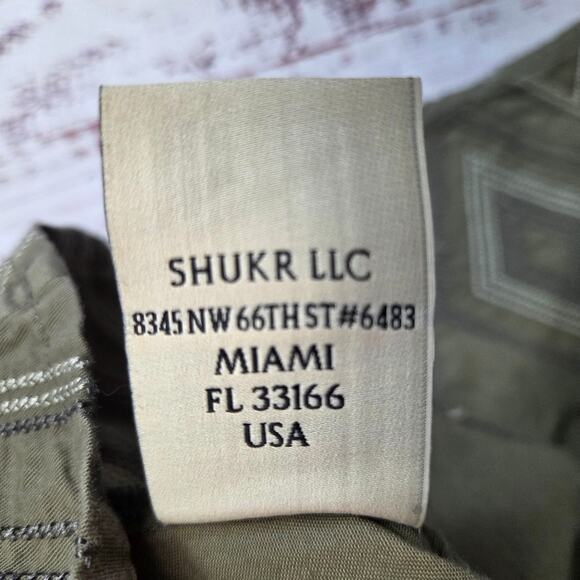 SHUKR LLC
8345 NW 66TH ST #6483
MIAMI
FL 33166
USA